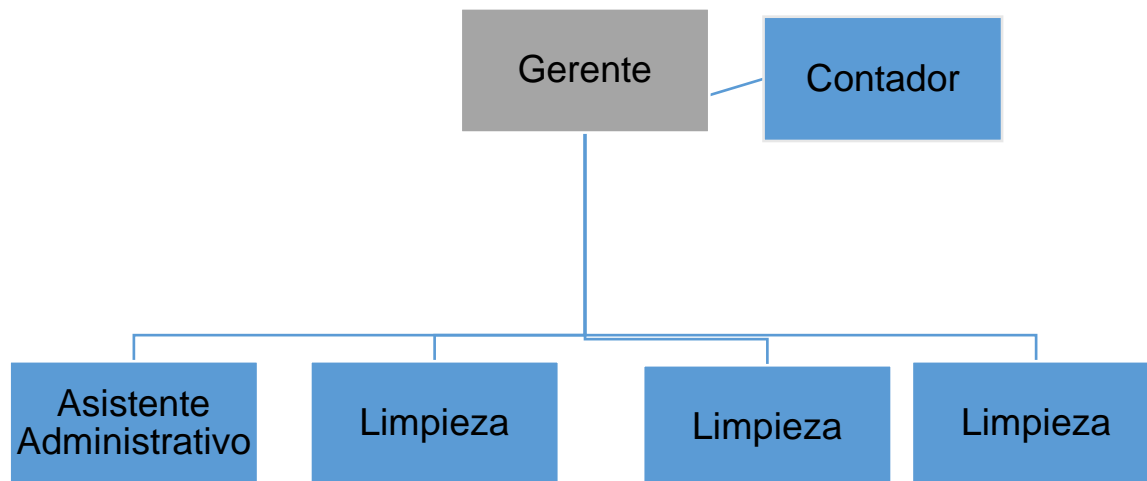 Gerente
Contador
Asistente
Administrativo
Limpieza
Limpieza
Limpieza